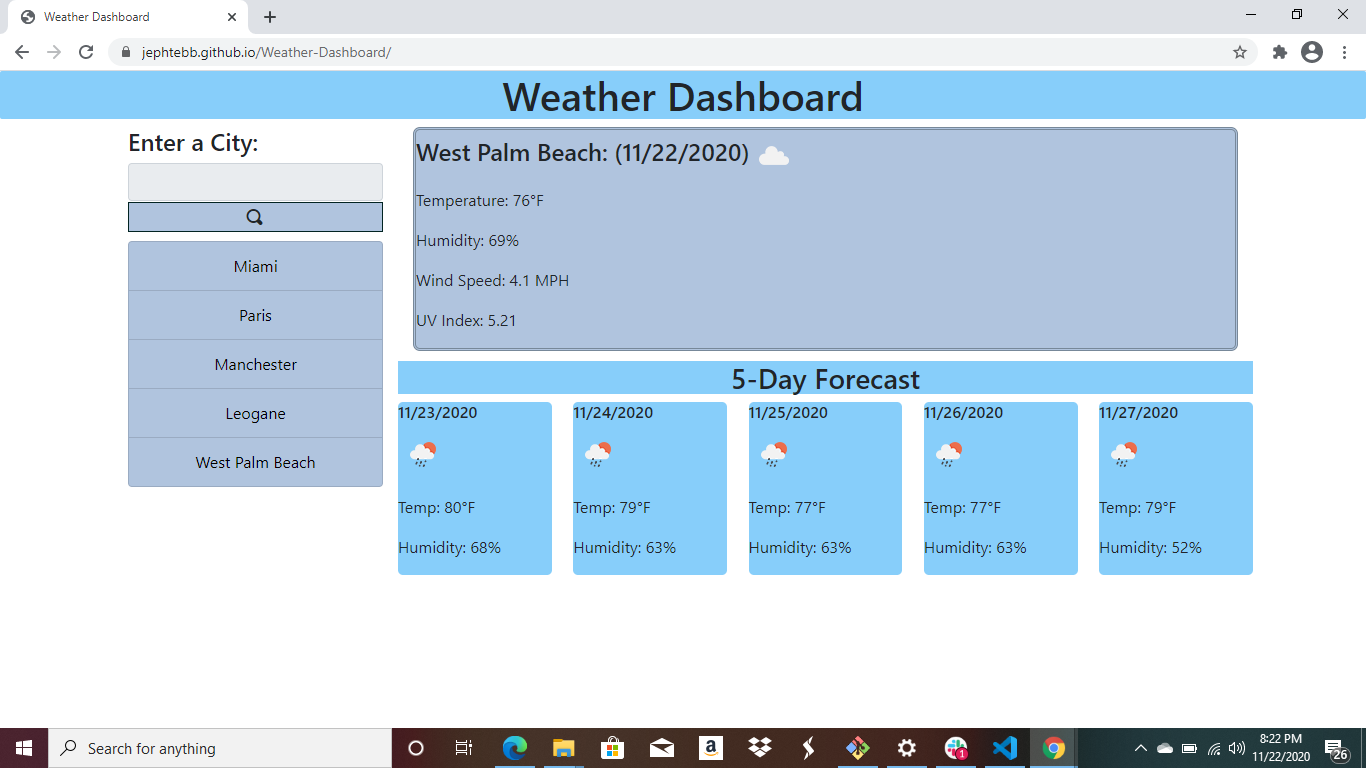 Weather Dashboard
jephtebb.github.io/Weather-Dashboard/
Weather Dashboard
Enter a City:
Miami
Paris
Manchester
Leogane
West Palm Beach
West Palm Beach: (11/22/2020)
Temperature: 76°F
Humidity: 69%
Wind Speed: 4.1 MPH
UV Index: 5.21
5-Day Forecast
11/23/2020
Temp: 80°F
Humidity: 68%
11/24/2020
Temp: 79°F
Humidity: 63%
11/25/2020
Temp: 77°F
Humidity: 63%
11/26/2020
Temp: 77°F
Humidity: 63%
11/27/2020
Temp: 79°F
Humidity: 52%
Search for anything
a
1
8:22 PM
11/22/2020
26